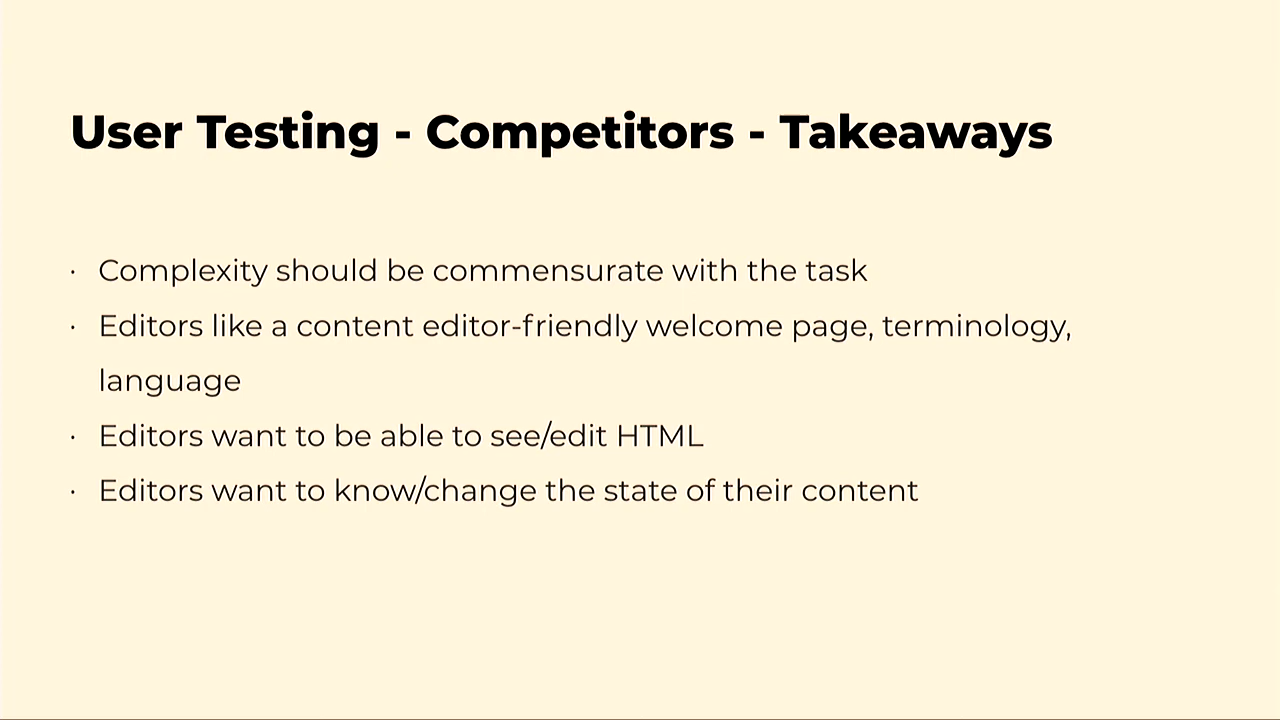 User Testing - Competitors - Takeaways
· Complexity should be commensurate with the task
· Editors like a content editor-friendly welcome page, terminology,
language
· Editors want to be able to see/edit HTML
· Editors want to know/change the state of their content